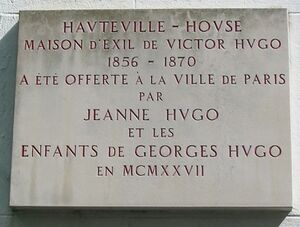 HAVTEVILLE - HOVSE
MAISON D'EXIL DE VICTOR HVGO
1856 - 1870
A ÉTÉ OFFERTE À LA VILLE DE PARIS
PAR
JEANNE HVGO
ET LES
ENFANTS DE GEORGES HVGO
EN MCMXXVII